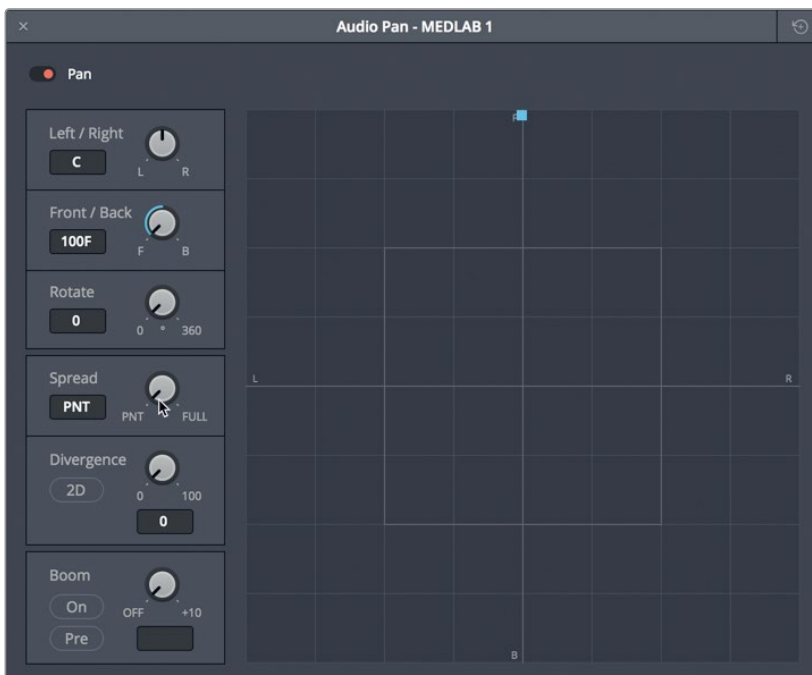 × Audio Pan - MEDLAB 1
Pan
Left / Right
C
L R
Front / Back
100F
F B
Rotate
0
0 ° 360
Spread
PNT
PNT FULL
Divergence
2D
0 100
0
Boom
On
OFF +10
Pre
F
L R
B